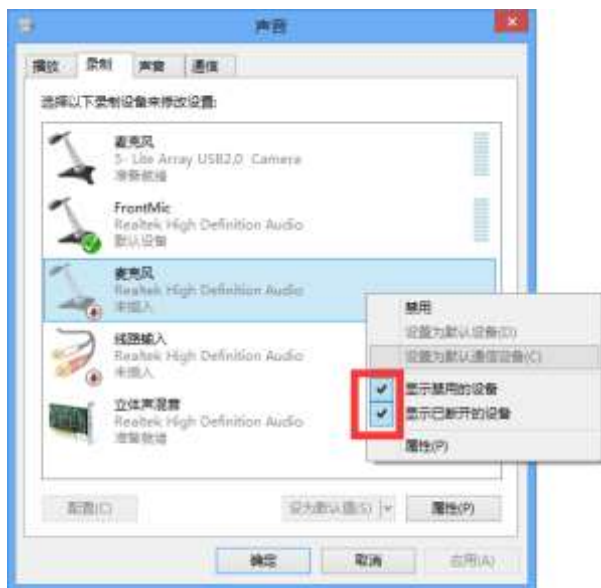 声音
播放 录制 声音 通信
选择以下录制设备来修改设置:
麦克风
5- Lite Array USB2.0 Camera
准备就绪
FrontMic
Realtek High Definition Audio
默认设备
麦克风
Realtek High Definition Audio
未插入
线路输入
Realtek High Definition Audio
未插入
立体声混音
Realtek High Definition Audio
准备就绪
禁用
设置为默认设备(D)
设置为默认通信设备(C)
显示禁用的设备
显示已断开的设备
属性(P)
配置(C) 设为默认值(S) 属性(P)
确定 取消 应用(A)